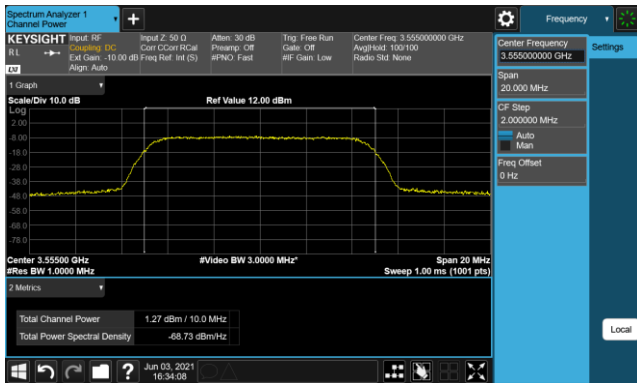 Spectrum Analyzer 1
Channel Power
+
Frequency
KEYSIGHT
RL
LXI
Input: RF
Coupling: DC
Ext Gain: -10.00 dB
Align: Auto
Input Z: 50 Ω
Corr CCorr RCal
Freq Ref: Int (S)
Atten: 30 dB
Preamp: Off
#PNO: Fast
Trig: Free Run
Gate: Off
#IF Gain: Low
Center Freq: 3.555000000 GHz
Avg|Hold: 100/100
Radio Std: None
Center Frequency
3.555000000 GHz
Settings
Span
20.000 MHz
CF Step
2.000000 MHz
Auto
Man
Freq Offset
0 Hz
1 Graph
Scale/Div 10.0 dB
Ref Value 12.00 dBm
Log
2.00
-8.00
-18.0
-28.0
-38.0
-48.0
-58.0
-68.0
-78.0
Center 3.55500 GHz
#Video BW 3.0000 MHz*
Span 20 MHz
#Res BW 1.0000 MHz
Sweep 1.00 ms (1001 pts)
2 Metrics
Total Channel Power
1.27 dBm / 10.0 MHz
Total Power Spectral Density
-68.73 dBm/Hz
Local
?
Jun 03, 2021
16:34:08